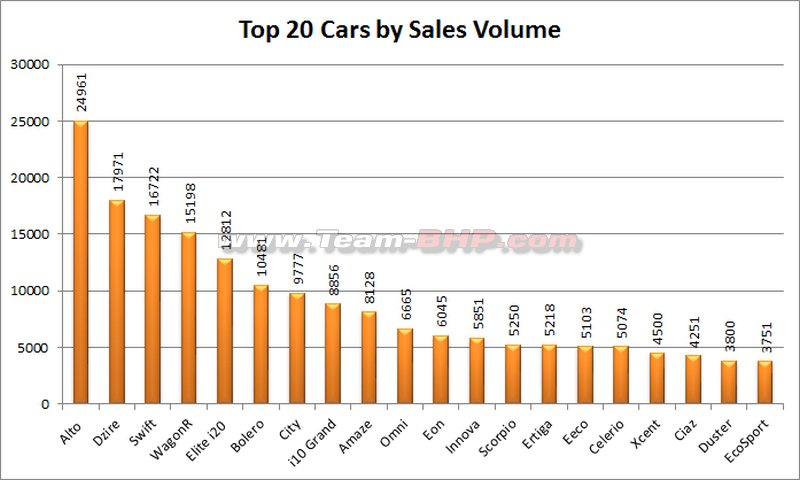 Top 20 Cars by Sales Volume
30000
25000
20000
15000
10000
5000
0
24961
17971
16722
15198
12812
10481
9777
8856
8128
6665
6045
5851
5250
5218
5103
5074
4500
4251
3800
3751
www.Team-BHP.com
Alto
Dzire
Swift
WagonR
Elite i20
Bolero
City
i10 Grand
Amaze
Omni
Eon
Innova
Scorpio
Ertiga
Eeco
Celerio
Xcent
Ciaz
Duster
EcoSport